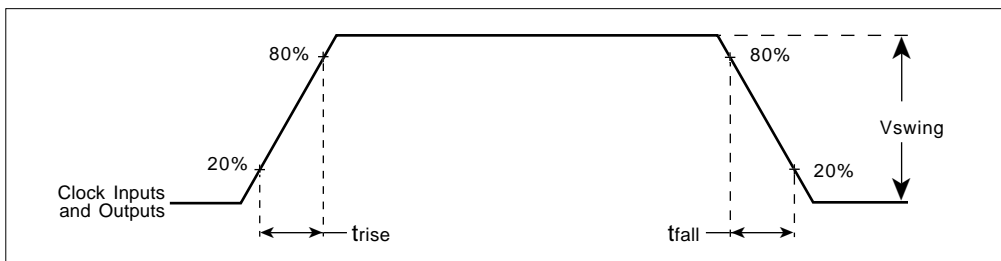 80%
80%
Vswing
20%
20%
Clock Inputs
and Outputs
trise
tfall